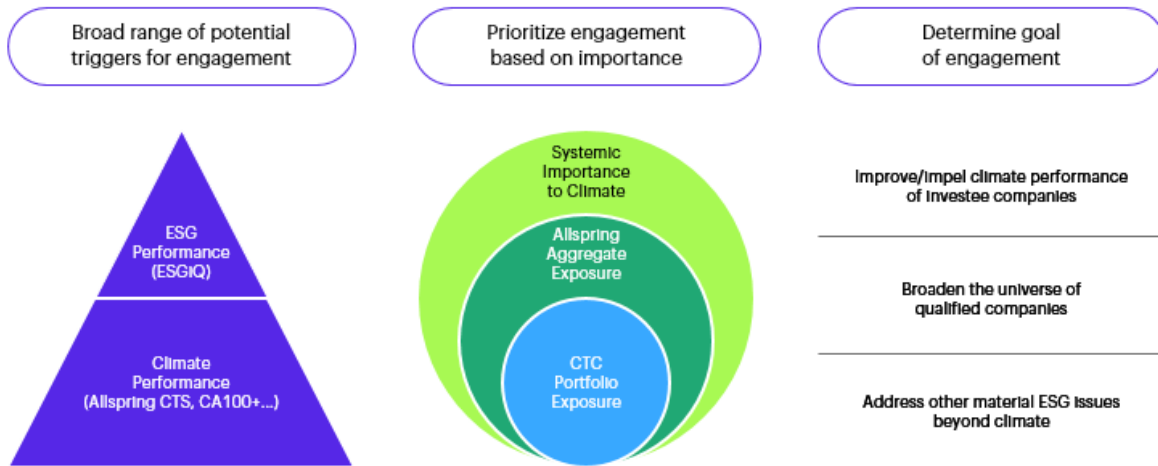 Broad range of potential
triggers for engagement
Prioritize engagement
based on importance
Determine goal
of engagement
ESG
Performance
(ESGiQ)
Climate
Performance
(Allspring CTS, CA100+...)
Systemic
Importance
to Climate
Allspring
Aggregate
Exposure
CTC
Portfolio
Exposure
Improve/impel climate performance
of investee companies
Broaden the universe of
qualified companies
Address other material ESG issues
beyond climate